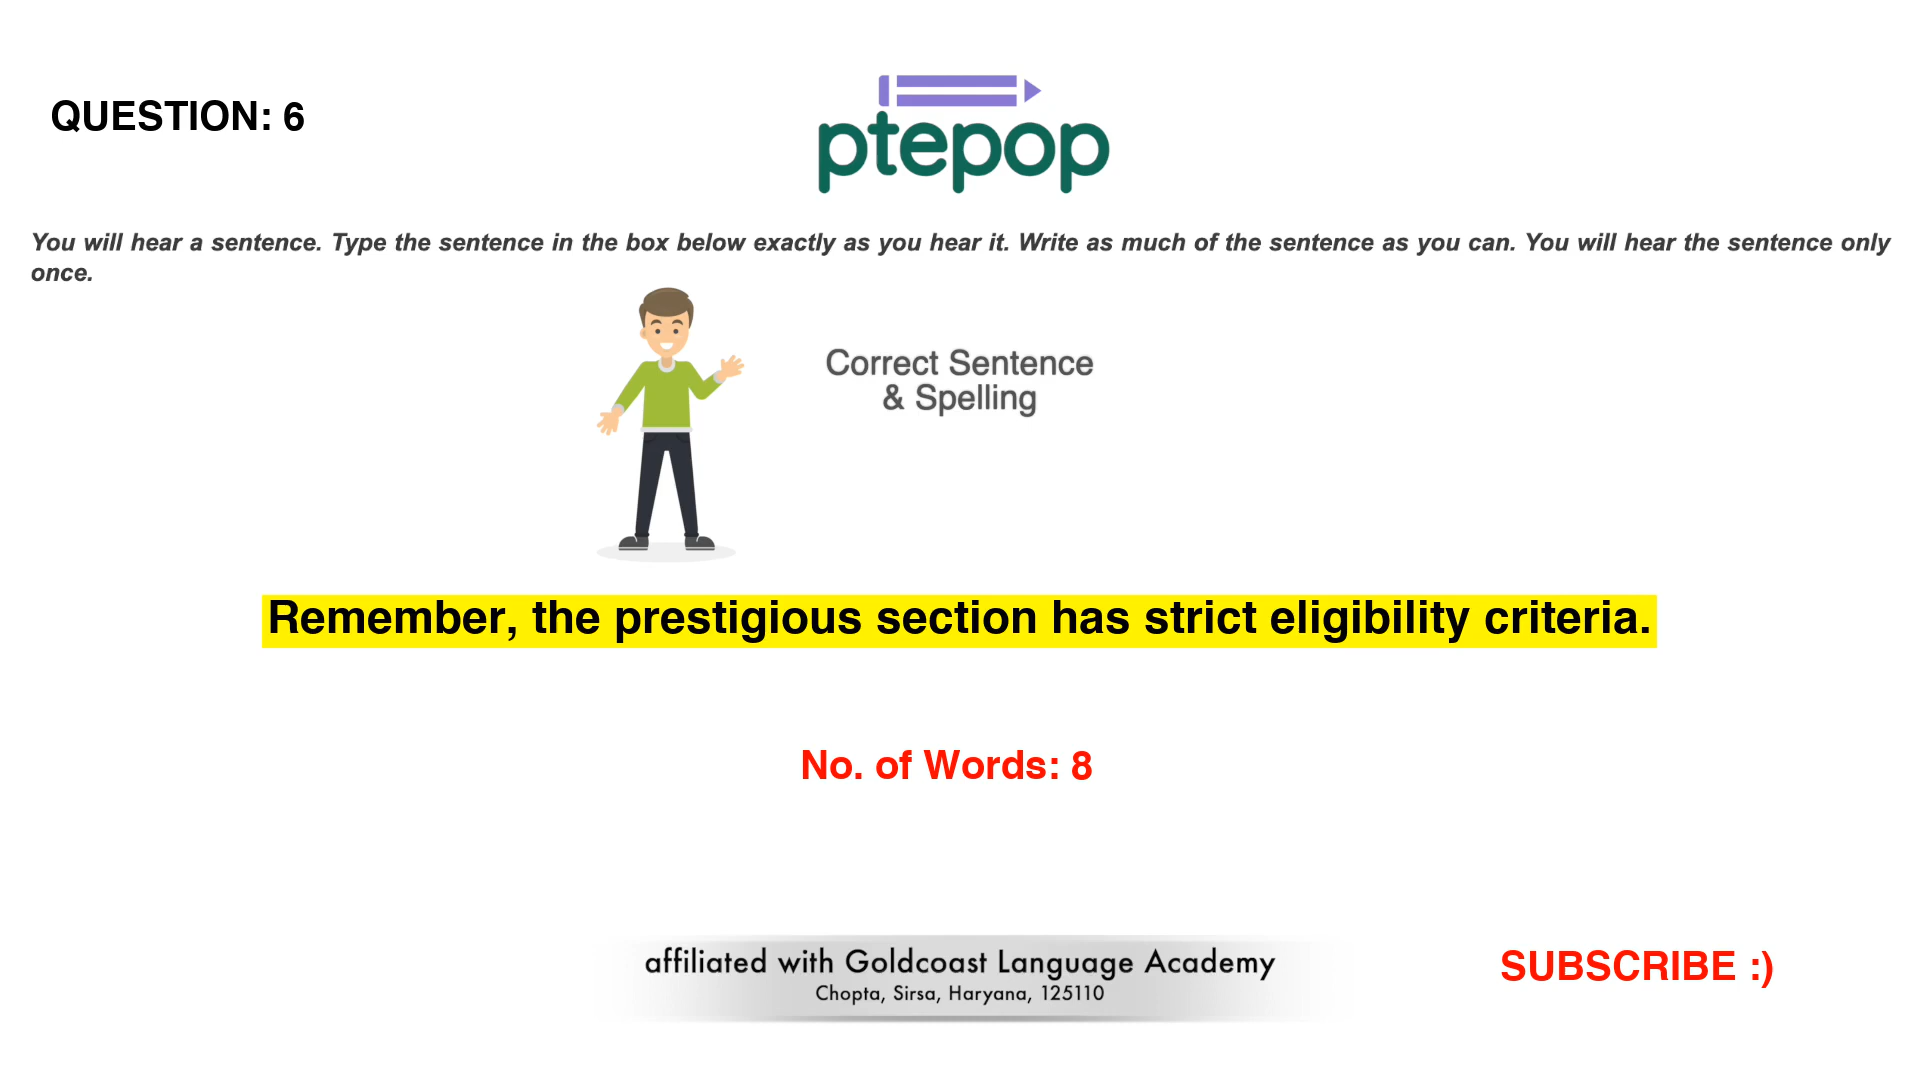 QUESTION: 6
ptepop
You will hear a sentence. Type the sentence in the box below exactly as you hear it. Write as much of the sentence as you can. You will hear the sentence only
once.
Correct Sentence
& Spelling
Remember, the prestigious section has strict eligibility criteria.
No. of Words: 8
affiliated with Goldcoast Language Academy
Chopta, Sirsa, Haryana, 125110
SUBSCRIBE :)